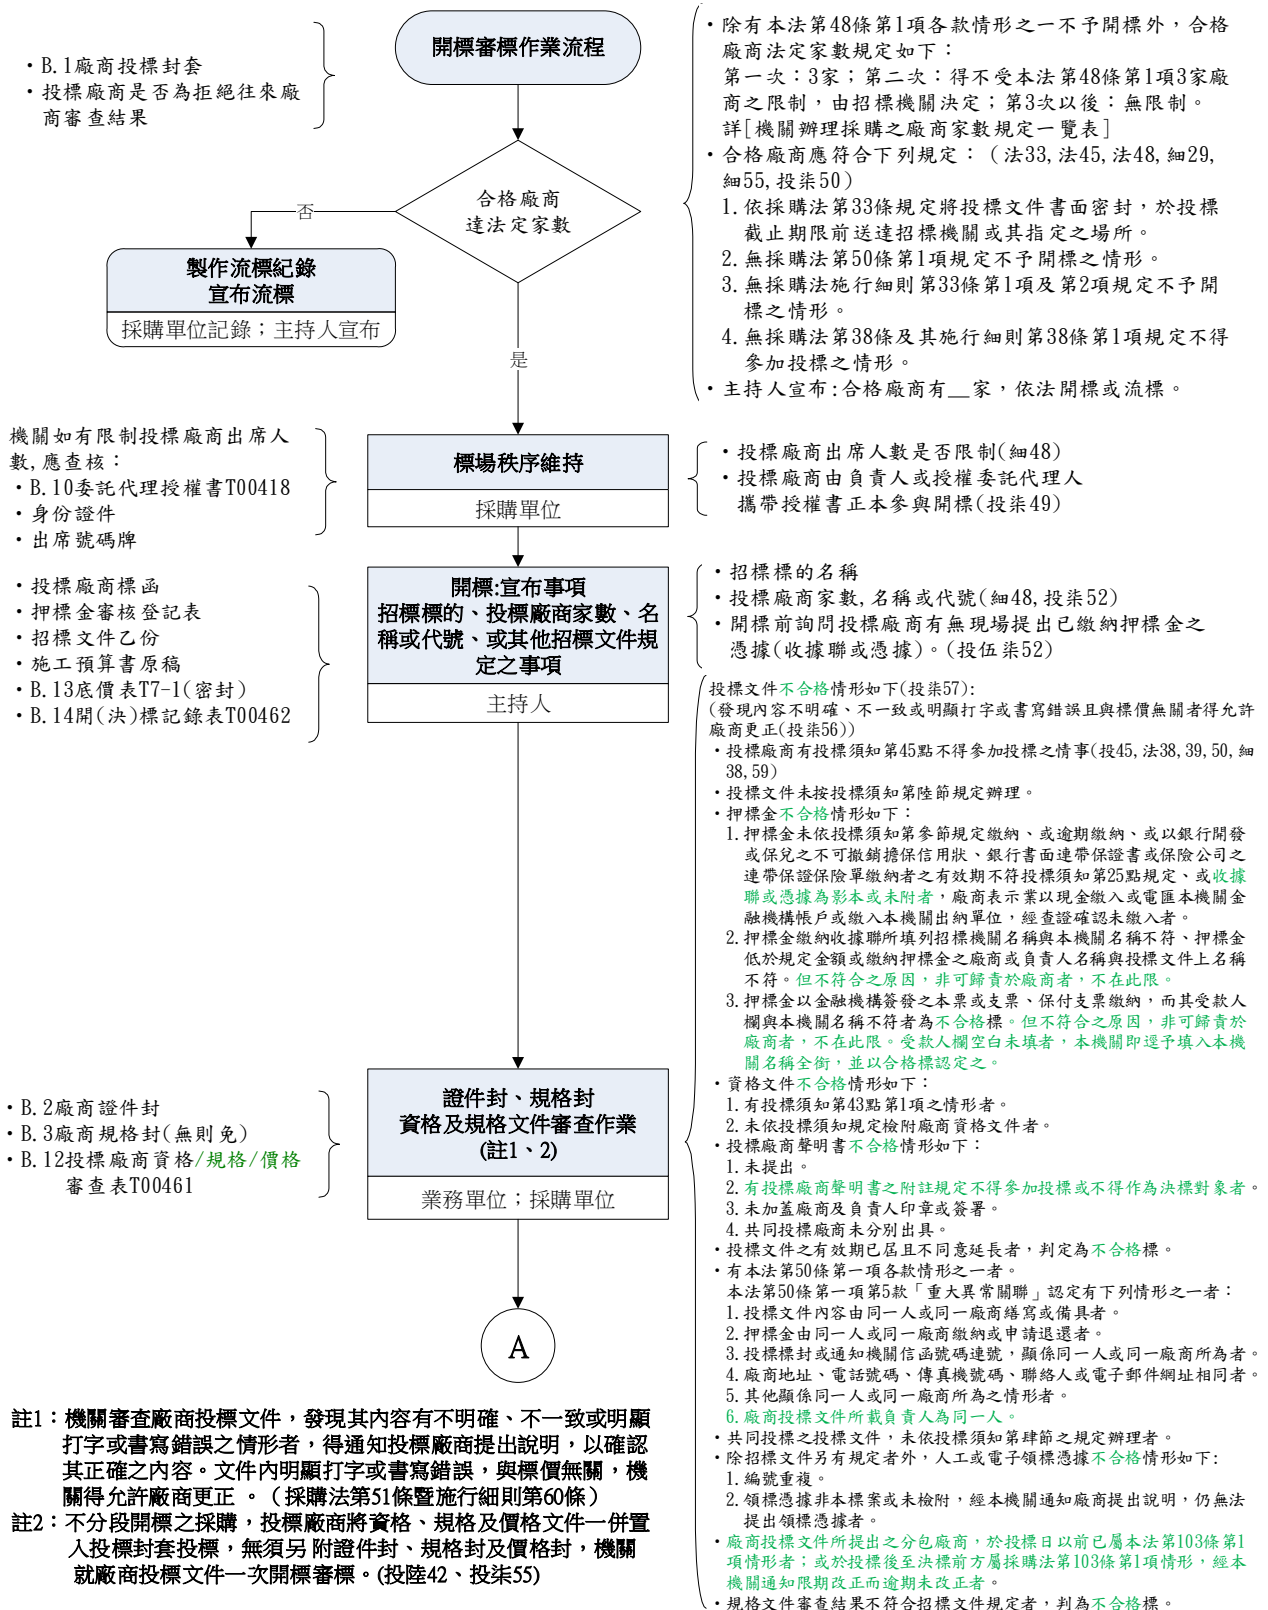 開標審標作業流程
・B.1廠商投標封套
・投標廠商是否為拒絕往來廠
商審查結果
・除有本法第48條第1項各款情形之一不予開標外，合格
廠商法定家數規定如下：
第一次：3家；第二次：得不受本法第48條第1項3家廠
商之限制，由招標機關決定；第3次以後：無限制。
詳[機關辦理採購之廠商家數規定一覽表]
・合格廠商應符合下列規定：（法33,法45,法48,細29,
細55,投柒50）
1.依採購法第33條規定將投標文件書面密封，於投標
截止期限前送達招標機關或其指定之場所。
2.無採購法第50條第1項規定不予開標之情形。
3.無採購法施行細則第33條第1項及第2項規定不予開
標之情形。
4.無採購法第38條及其施行細則第38條第1項規定不得
參加投標之情形。
・主持人宣布:合格廠商有__家，依法開標或流標。
合格廠商
達法定家數
否
製作流標紀錄
宣布流標
採購單位記錄；主持人宣布
是
機關如有限制投標廠商出席人
數,應查核：
・B.10委託代理授權書T00418
・身份證件
・出席號碼牌
標場秩序維持
採購單位
・投標廠商出席人數是否限制(細48)
・投標廠商由負責人或授權委託代理人
攜帶授權書正本參與開標(投柒49)
・投標廠商標函
・押標金審核登記表
・招標文件乙份
・施工預算書原稿
・B.13底價表T7-1(密封)
・B.14開(決)標記錄表T00462
開標:宣布事項
招標標的、投標廠商家數、名
稱或代號、或其他招標文件規
定之事項
主持人
・招標標的名稱
・投標廠商家數,名稱或代號(細48,投柒52)
・開標前詢問投標廠商有無現場提出已繳納押標金之
憑據(收據聯或憑據)。(投伍柒52)
投標文件不合格情形如下(投柒57):
(發現內容不明確、不一致或明顯打字或書寫錯誤且與標價無關者得允許
廠商更正(投柒56))
・投標廠商有投標須知第45點不得參加投標之情事(投45,法38,39,50,細
38,59)
・投標文件未按投標須知第陸節規定辦理。
・押標金不合格情形如下：
1.押標金未依投標須知第參節規定繳納、或逾期繳納、或以銀行開發
或保兌之不可撤銷擔保信用狀、銀行書面連帶保證書或保險公司之
連帶保證保險單繳納者之有效期不符投標須知第25點規定、或收據
聯或憑據為影本或未附者，廠商表示業以現金繳入或電匯本機關金
融機構帳戶或繳入本機關出納單位，經查證確認未繳入者。
2.押標金繳納收據聯所填列招標機關名稱與本機關名稱不符、押標金
低於規定金額或繳納押標金之廠商或負責人名稱與投標文件上名稱
不符。但不符合之原因，非可歸責於廠商者，不在此限。
3.押標金以金融機構簽發之本票或支票、保付支票繳納，而其受款人
欄與本機關名稱不符者為不合格標。但不符合之原因，非可歸責於
廠商者，不在此限。受款人欄空白未填者，本機關即逕予填入本機
關名稱全銜，並以合格標認定之。
・資格文件不合格情形如下：
1.有投標須知第43點第1項之情形者。
2.未依投標須知規定檢附廠商資格文件者。
・投標廠商聲明書不合格情形如下：
1.未提出。
2.有投標廠商聲明書之附註規定不得參加投標或不得作為決標對象者。
3.未加蓋廠商及負責人印章或簽署。
4.共同投標廠商未分別出具。
・投標文件之有效期已屆且不同意延長者，判定為不合格標。
・有本法第50條第一項各款情形之一者。
本法第50條第一項第5款「重大異常關聯」認定有下列情形之一者：
1.投標文件內容由同一人或同一廠商繕寫或備具者。
2.押標金由同一人或同一廠商繳納或申請退還者。
3.投標標封或通知機關信函號碼連號，顯係同一人或同一廠商所為者。
4.廠商地址、電話號碼、傳真機號碼、聯絡人或電子郵件網址相同者。
5.其他顯係同一人或同一廠商所為之情形者。
6.廠商投標文件所載負責人為同一人。
・共同投標之投標文件，未依投標須知第肆節之規定辦理者。
・除招標文件另有規定者外，人工或電子領標憑據不合格情形如下:
1.編號重複。
2.領標憑據非本標案或未檢附，經本機關通知廠商提出說明，仍無法
提出領標憑據者。
・廠商投標文件所提出之分包廠商，於投標日以前已屬本法第103條第1
項情形者；或於投標後至決標前方屬採購法第103條第1項情形，經本
機關通知限期改正而逾期未改正者。
・規格文件審查結果不符合招標文件規定者，判為不合格標。
・B.2廠商證件封
・B.3廠商規格封(無則免)
・B.12投標廠商資格/規格/價格
審查表T00461
證件封、規格封
資格及規格文件審查作業
(註1、2)
業務單位；採購單位
A
註1：機關審查廠商投標文件，發現其內容有不明確、不一致或明顯
打字或書寫錯誤之情形者，得通知投標廠商提出說明，以確認
其正確之內容。文件內明顯打字或書寫錯誤，與標價無關，機
關得允許廠商更正 。（採購法第51條暨施行細則第60條）
註2：不分段開標之採購，投標廠商將資格、規格及價格文件一併置
入投標封套投標，無須另 附證件封、規格封及價格封，機關
就廠商投標文件一次開標審標。(投陸42、投柒55)